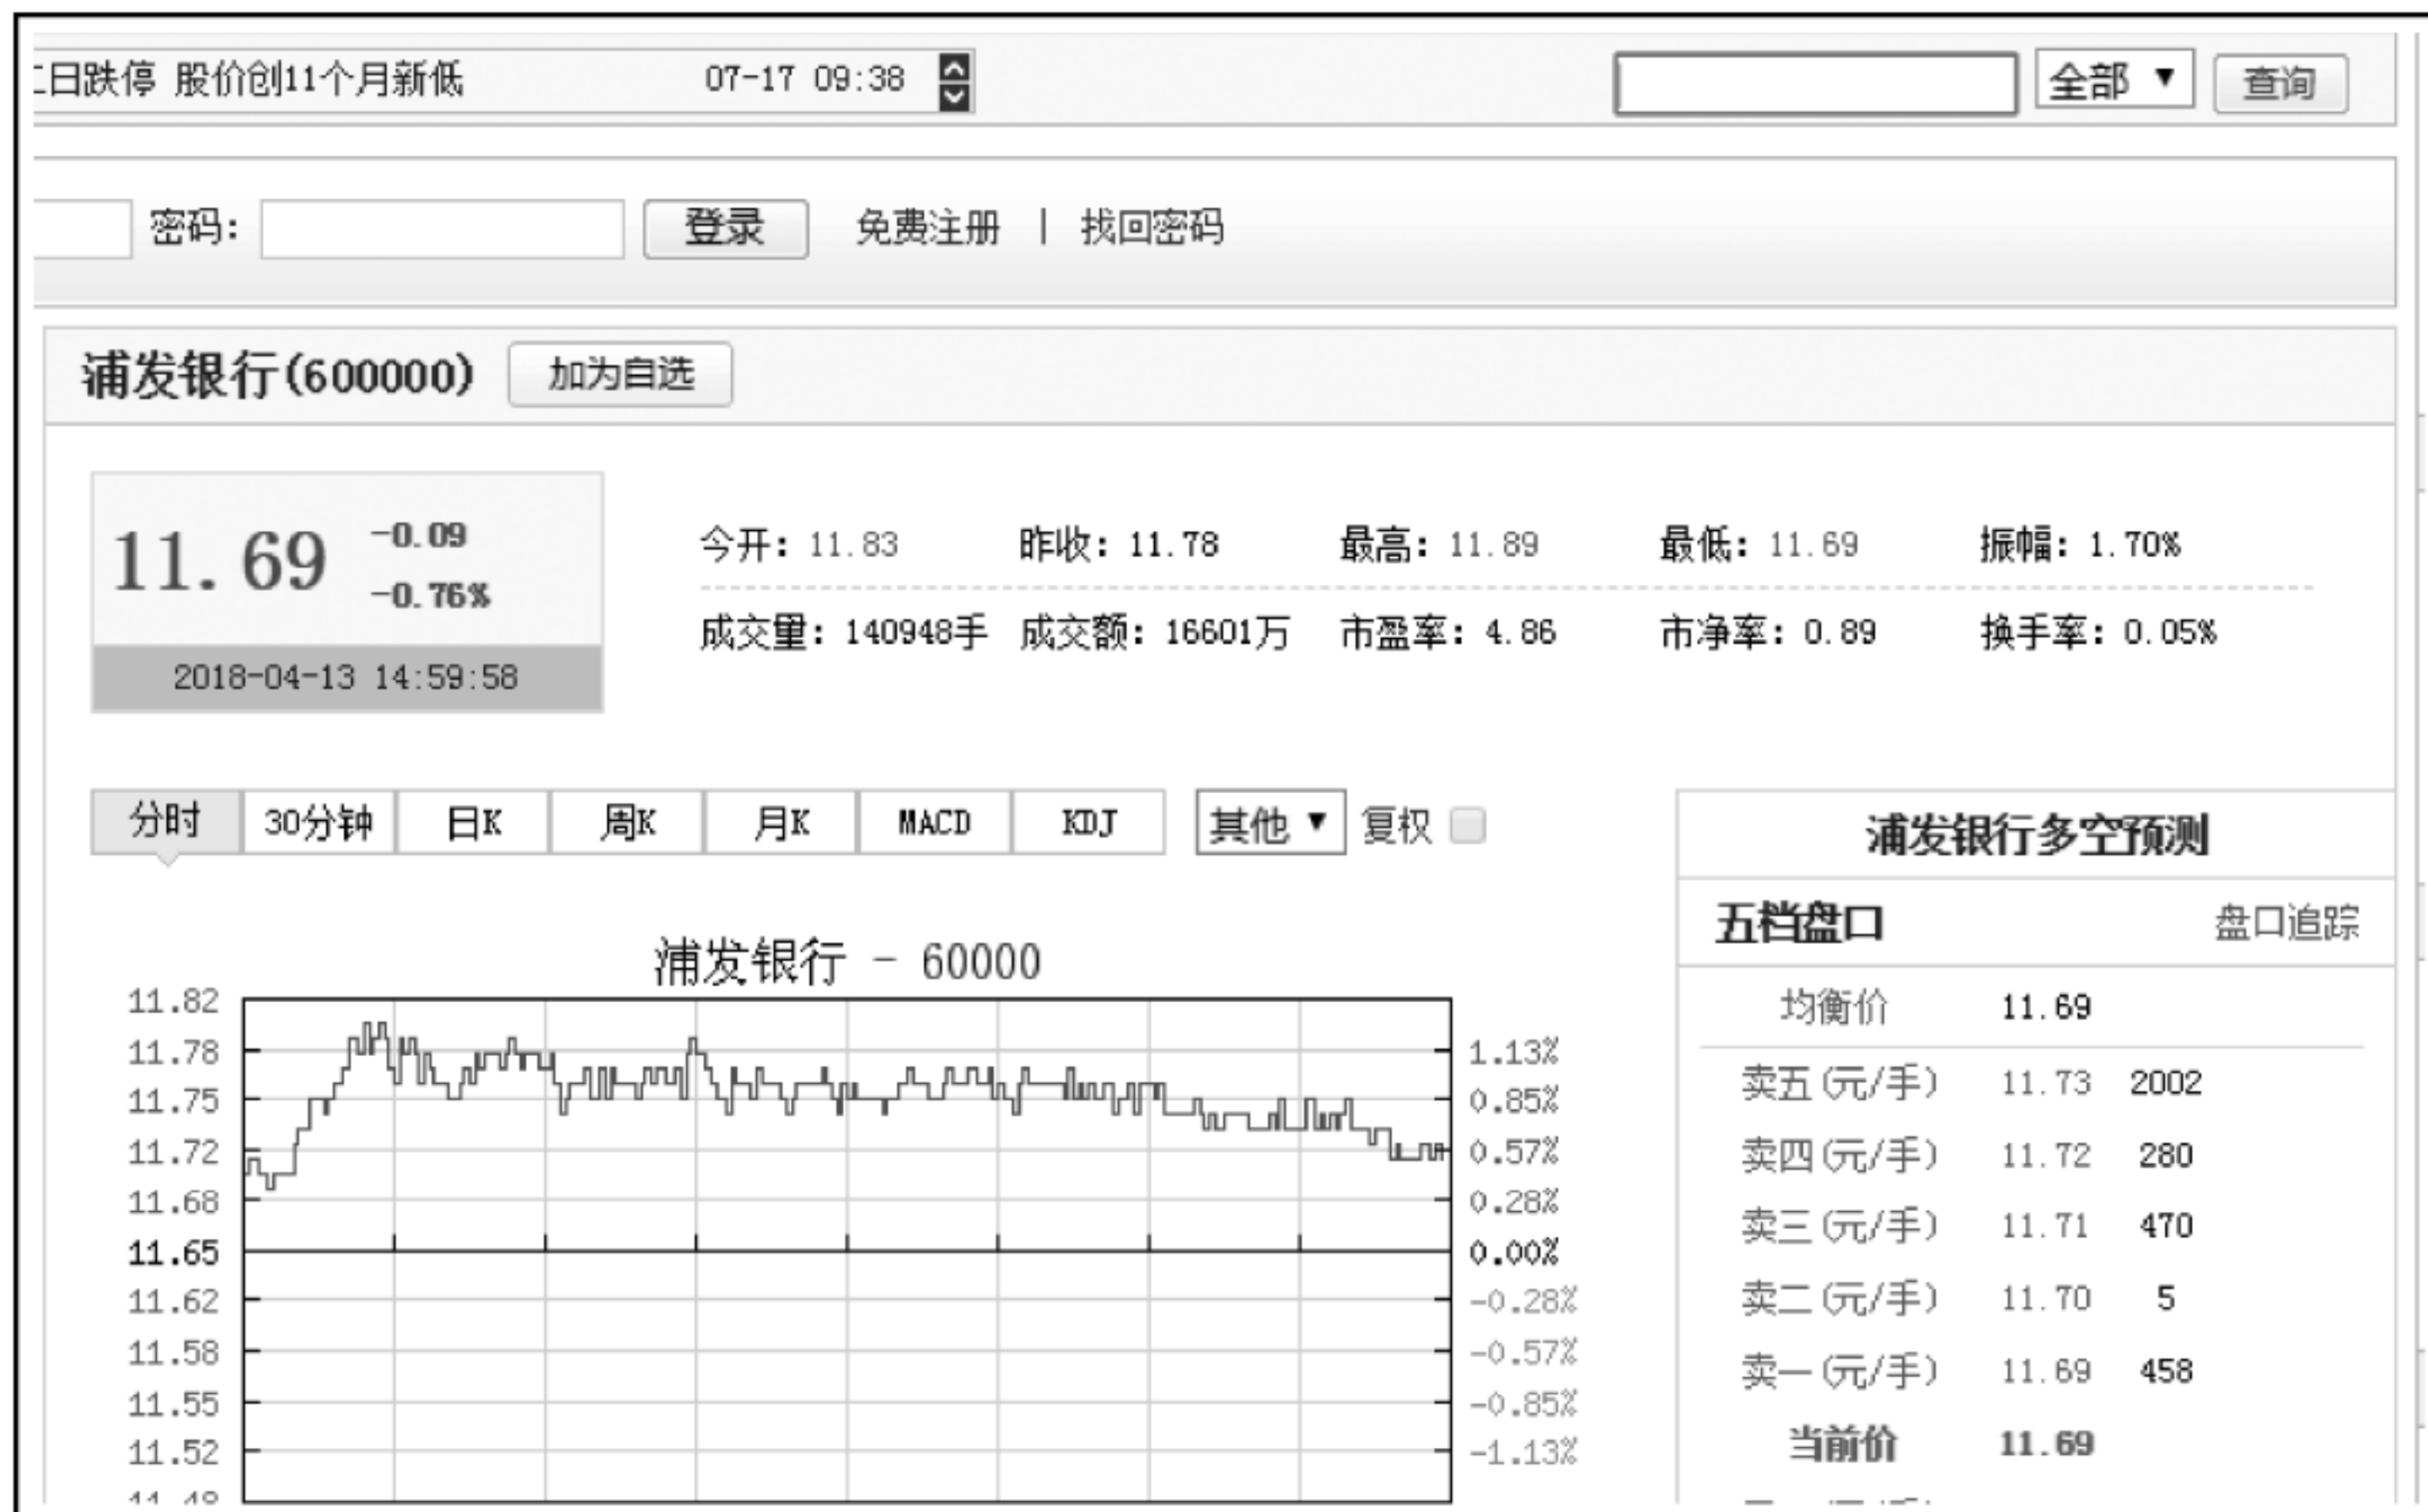 二日跌停 股价创11个月新低 07-17 09:38 全部 ▼ 查询
密码: 登录 免费注册 | 找回密码
浦发银行(600000) 加为自选
11.69 -0.09
-0.76%
2018-04-13 14:59:58
今开: 11.83 昨收: 11.78 最高: 11.89 最低: 11.69 振幅: 1.70%
成交量: 140948手 成交额: 16601万 市盈率: 4.86 市净率: 0.89 换手率: 0.05%
分时 30分钟 日K 周K 月K MACD KDJ 其他 ▼ 复权
浦发银行 - 60000
11.82
11.78 1.13%
11.75 0.85%
11.72 0.57%
11.68 0.28%
11.65 0.00%
11.62 -0.28%
11.58 -0.57%
11.55 -0.85%
11.52 -1.13%
浦发银行多空预测
五档盘口 盘口追踪
均衡价 11.69
卖五(元/手) 11.73 2002
卖四(元/手) 11.72 280
卖三(元/手) 11.71 470
卖二(元/手) 11.70 5
卖一(元/手) 11.69 458
当前价 11.69